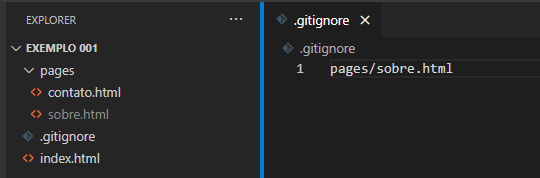 EXPLORER
EXEMPLO 001
pages
contato.html
sobre.html
.gitignore
index.html
.gitignore
.gitignore
1 pages/sobre.html